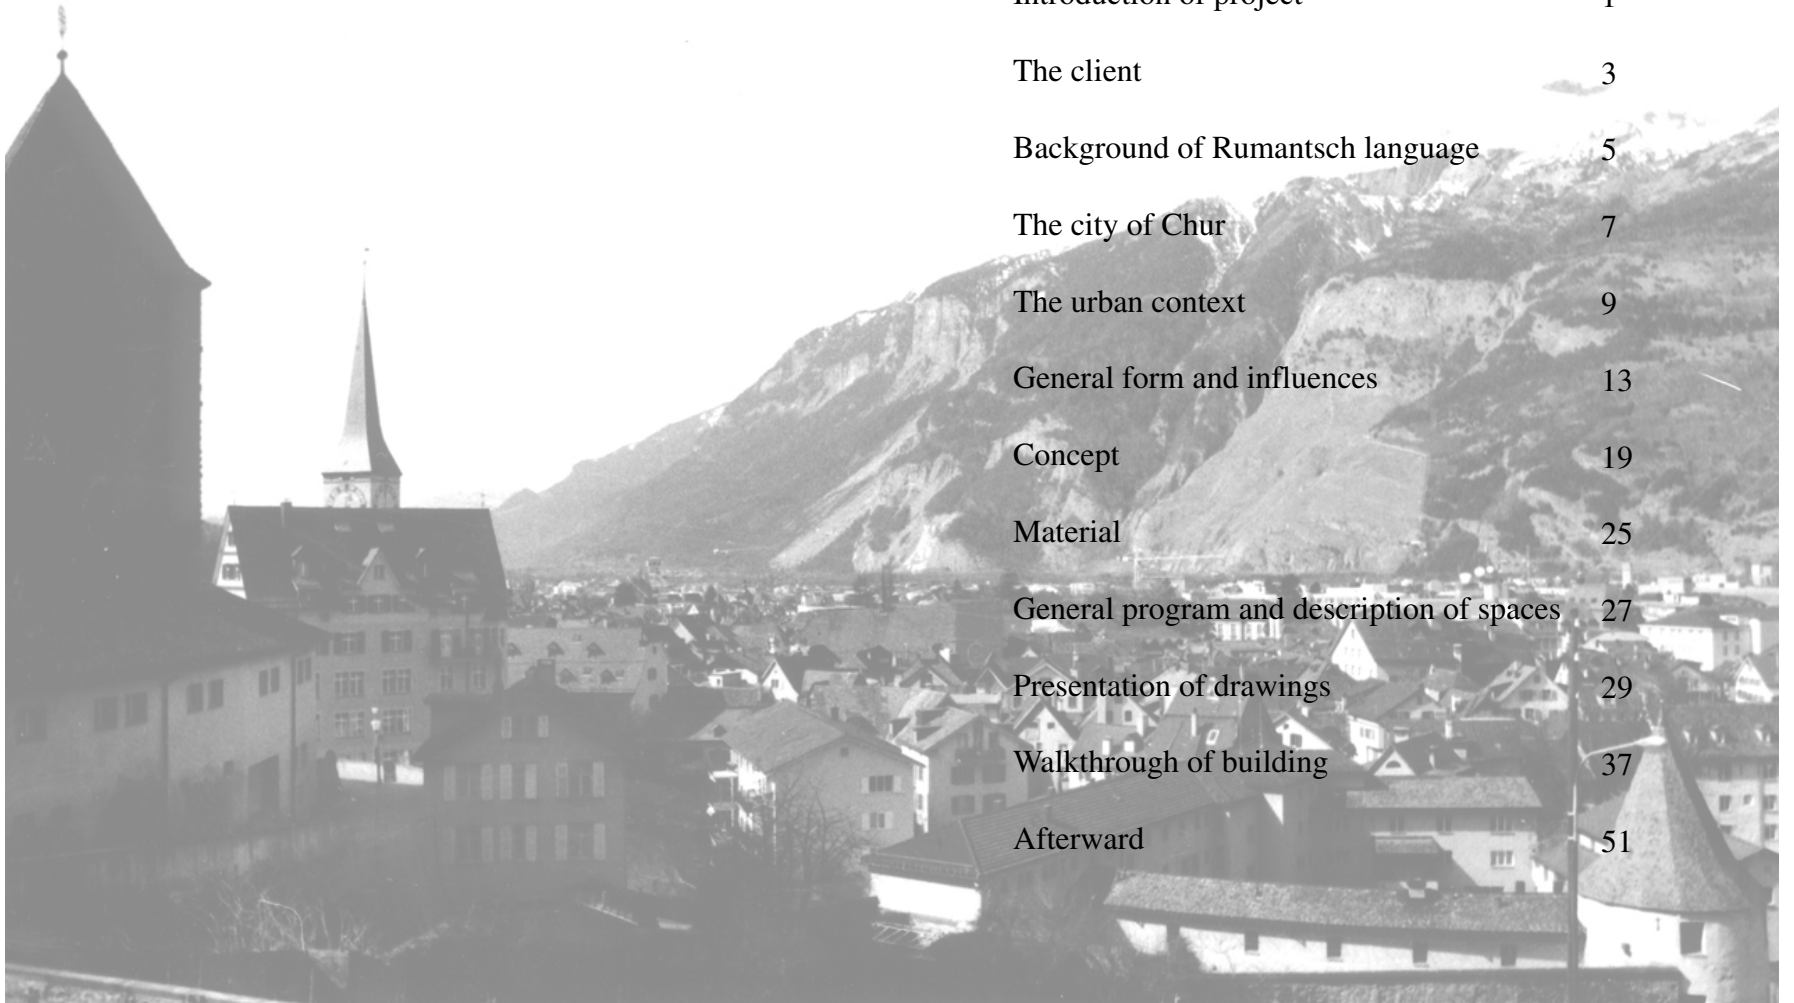 Introduction of project 1
The client 3
Background of Rumantsch language 5
The city of Chur 7
The urban context 9
General form and influences 13
Concept 19
Material 25
General program and description of spaces 27
Presentation of drawings 29
Walkthrough of building 37
Afterward 51